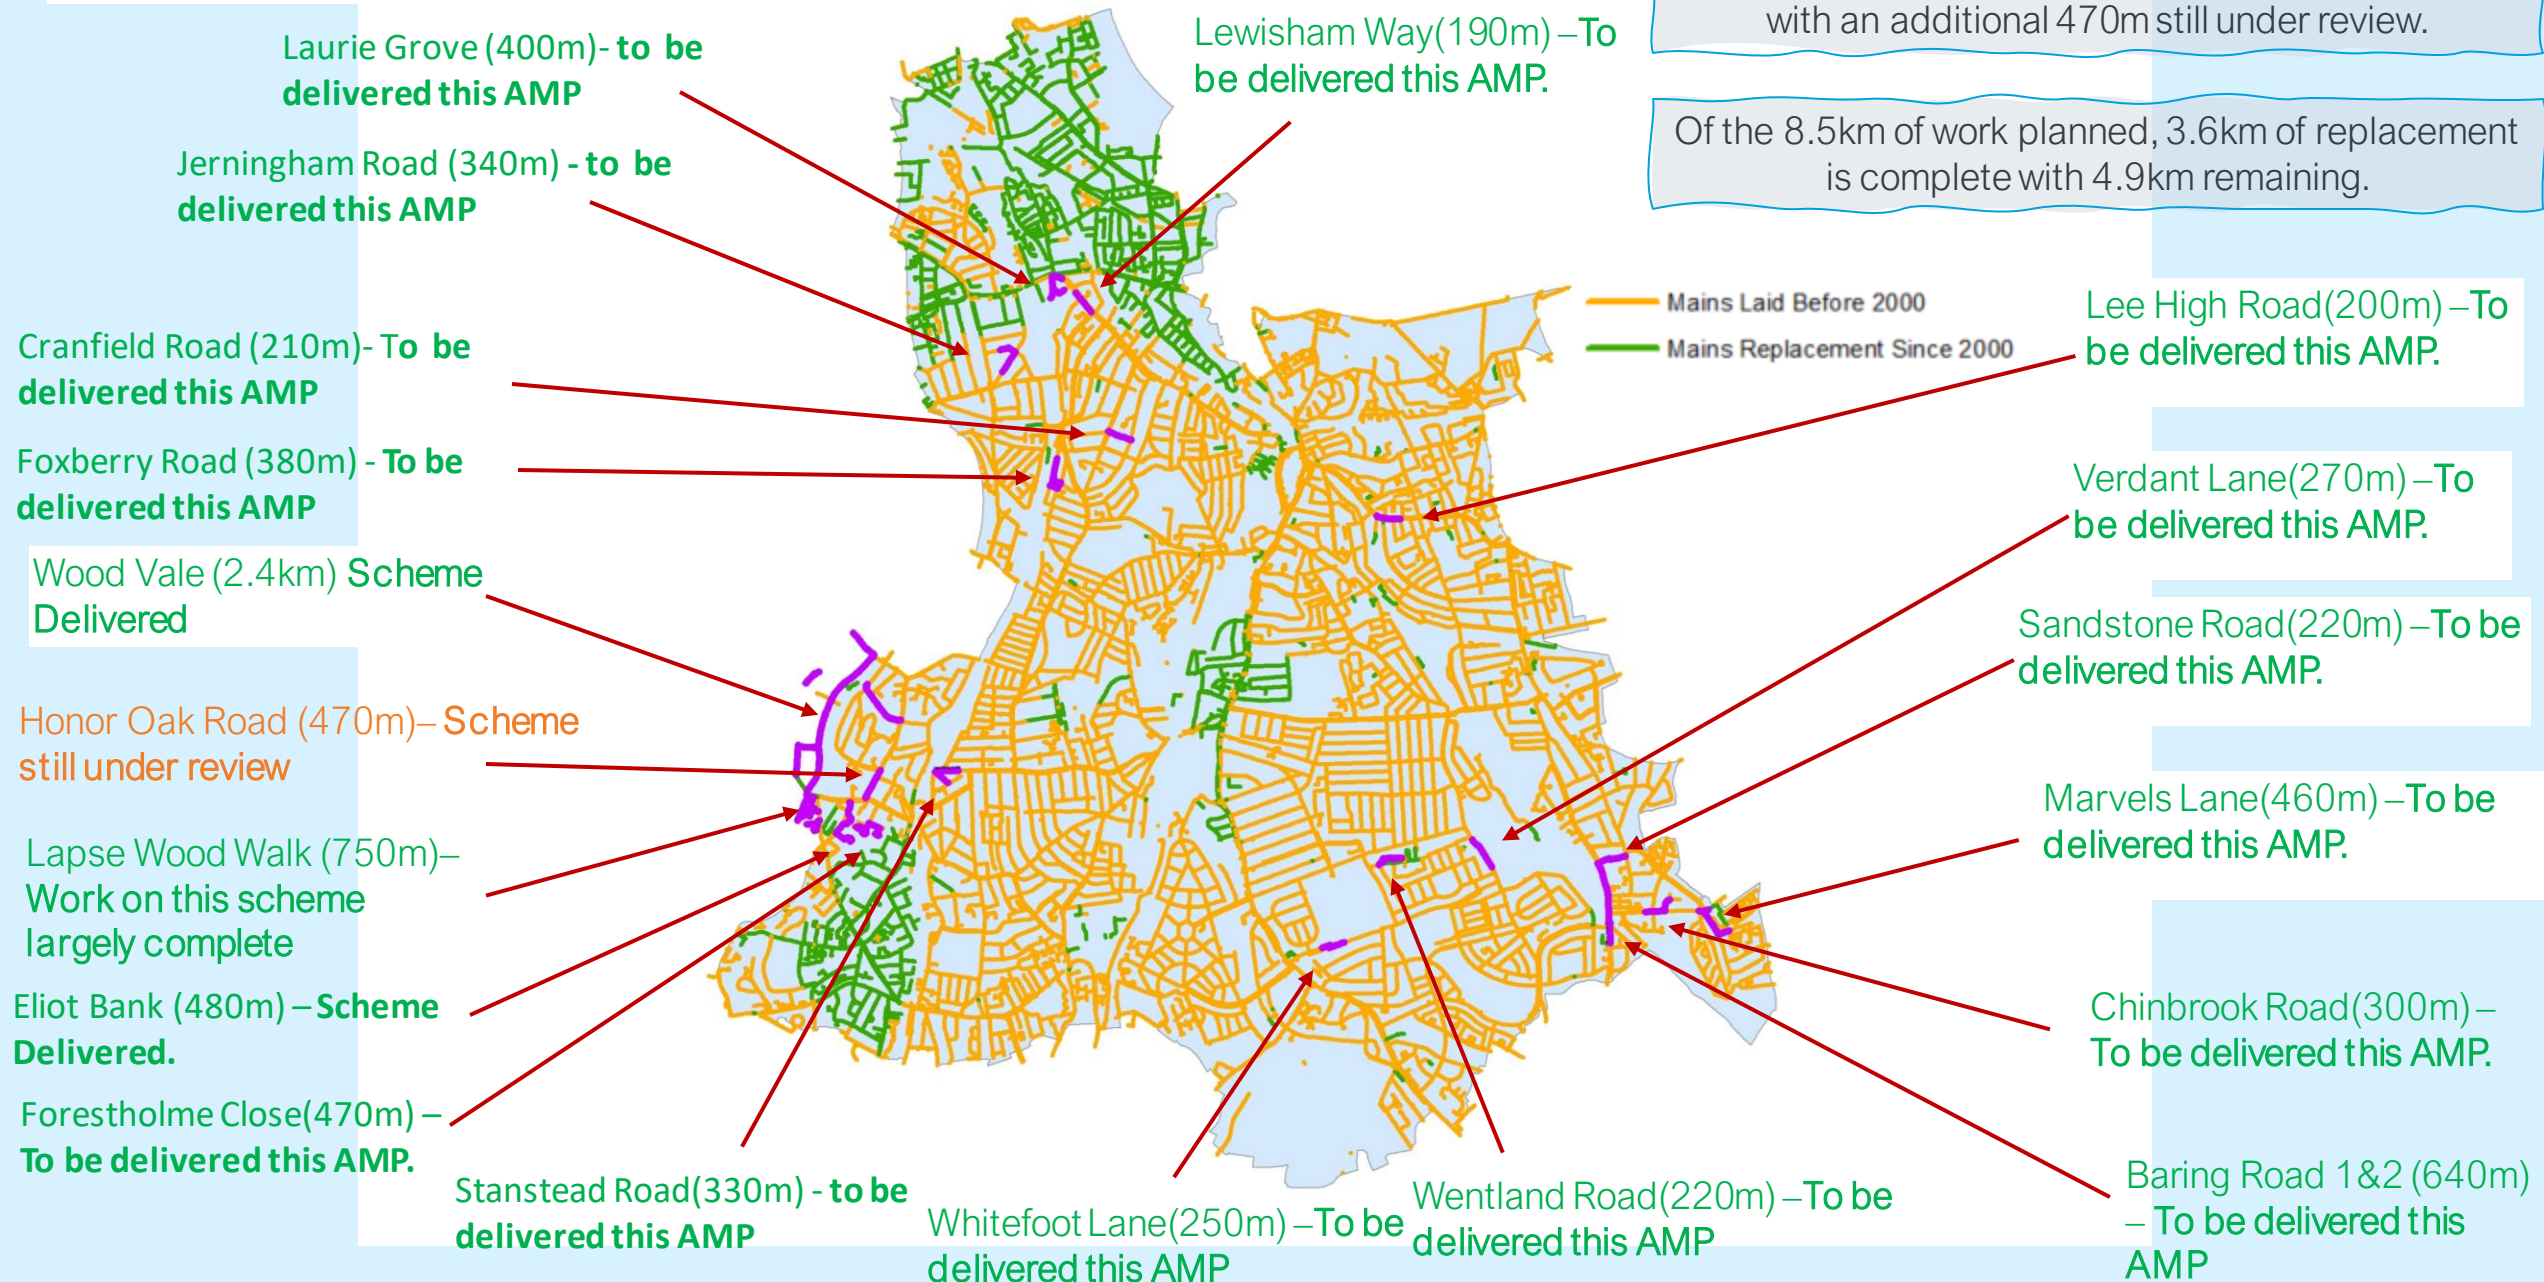 with an additional 470m still under review.
Of the 8.5km of work planned, 3.6km of replacement
is complete with 4.9km remaining.
Laurie Grove (400m)- to be
delivered this AMP
Lewisham Way(190m) –To
be delivered this AMP.
Jerningham Road (340m) - to be
delivered this AMP
Mains Laid Before 2000
Mains Replacement Since 2000
Lee High Road(200m) –To
be delivered this AMP.
Cranfield Road (210m)- To be
delivered this AMP
Foxberry Road (380m) - To be
delivered this AMP
Verdant Lane(270m) –To
be delivered this AMP.
Wood Vale (2.4km) Scheme
Delivered
Sandstone Road(220m) –To be
delivered this AMP.
Honor Oak Road (470m)– Scheme
still under review
Marvels Lane(460m) –To be
delivered this AMP.
Lapse Wood Walk (750m)–
Work on this scheme
largely complete
Eliot Bank (480m) – Scheme
Delivered.
Chinbrook Road(300m) –
To be delivered this AMP.
Forestholme Close(470m) –
To be delivered this AMP.
Stanstead Road(330m) - to be
delivered this AMP
Whitefoot Lane(250m) –To be
delivered this AMP
Wentland Road(220m) –To be
delivered this AMP
Baring Road 1&2 (640m)
– To be delivered this
AMP